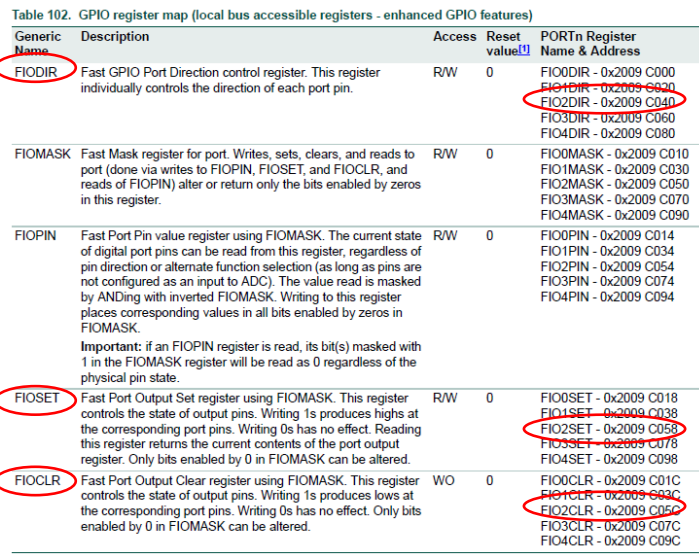 Table 102. GPIO register map (local bus accessible registers - enhanced GPIO features)
Generic Name Description Access Reset value[1] PORTn Register Name & Address
FIODIR Fast GPIO Port Direction control register. This register R/W 0 FIO0DIR - 0x2009 C000
individually controls the direction of each port pin. FIO1DIR - 0x2009 C020
FIO2DIR - 0x2009 C040
FIO3DIR - 0x2009 C060
FIO4DIR - 0x2009 C080
FIOMASK Fast Mask register for port. Writes, sets, clears, and reads to R/W 0 FIO0MASK - 0x2009 C010
port (done via writes to FIOPIN, FIOSET, and FIOCLR, and FIO1MASK - 0x2009 C030
reads of FIOPIN) alter or return only the bits enabled by zeros FIO2MASK - 0x2009 C050
in this register. FIO3MASK - 0x2009 C070
FIO4MASK - 0x2009 C090
FIOPIN Fast Port Pin value register using FIOMASK. The current state R/W 0 FIO0PIN - 0x2009 C014
of digital port pins can be read from this register, regardless of FIO1PIN - 0x2009 C034
pin direction or alternate function selection (as long as pins are FIO2PIN - 0x2009 C054
not configured as an input to ADC). The value read is masked FIO3PIN - 0x2009 C074
by ANDing with inverted FIOMASK. Writing to this register FIO4PIN - 0x2009 C094
places corresponding values in all bits enabled by zeros in
FIOMASK.
Important: if an FIOPIN register is read, its bit(s) masked with
1 in the FIOMASK register will be read as 0 regardless of the
physical pin state.
FIOSET Fast Port Output Set register using FIOMASK. This register R/W 0 FIO0SET - 0x2009 C018
controls the state of output pins. Writing 1s produces highs at FIO1SET - 0x2009 C038
the corresponding port pins. Writing 0s has no effect. Reading FIO2SET - 0x2009 C058
this register returns the current contents of the port output FIO3SET - 0x2009 C078
register. Only bits enabled by 0 in FIOMASK can be altered. FIO4SET - 0x2009 C098
FIOCLR Fast Port Output Clear register using FIOMASK. This register WO 0 FIO0CLR - 0x2009 C01C
controls the state of output pins. Writing 1s produces lows at FIO1CLR - 0x2009 C03C
the corresponding port pins. Writing 0s has no effect. Only bits FIO2CLR - 0x2009 C05C
enabled by 0 in FIOMASK can be altered. FIO3CLR - 0x2009 C07C
FIO4CLR - 0x2009 C09C